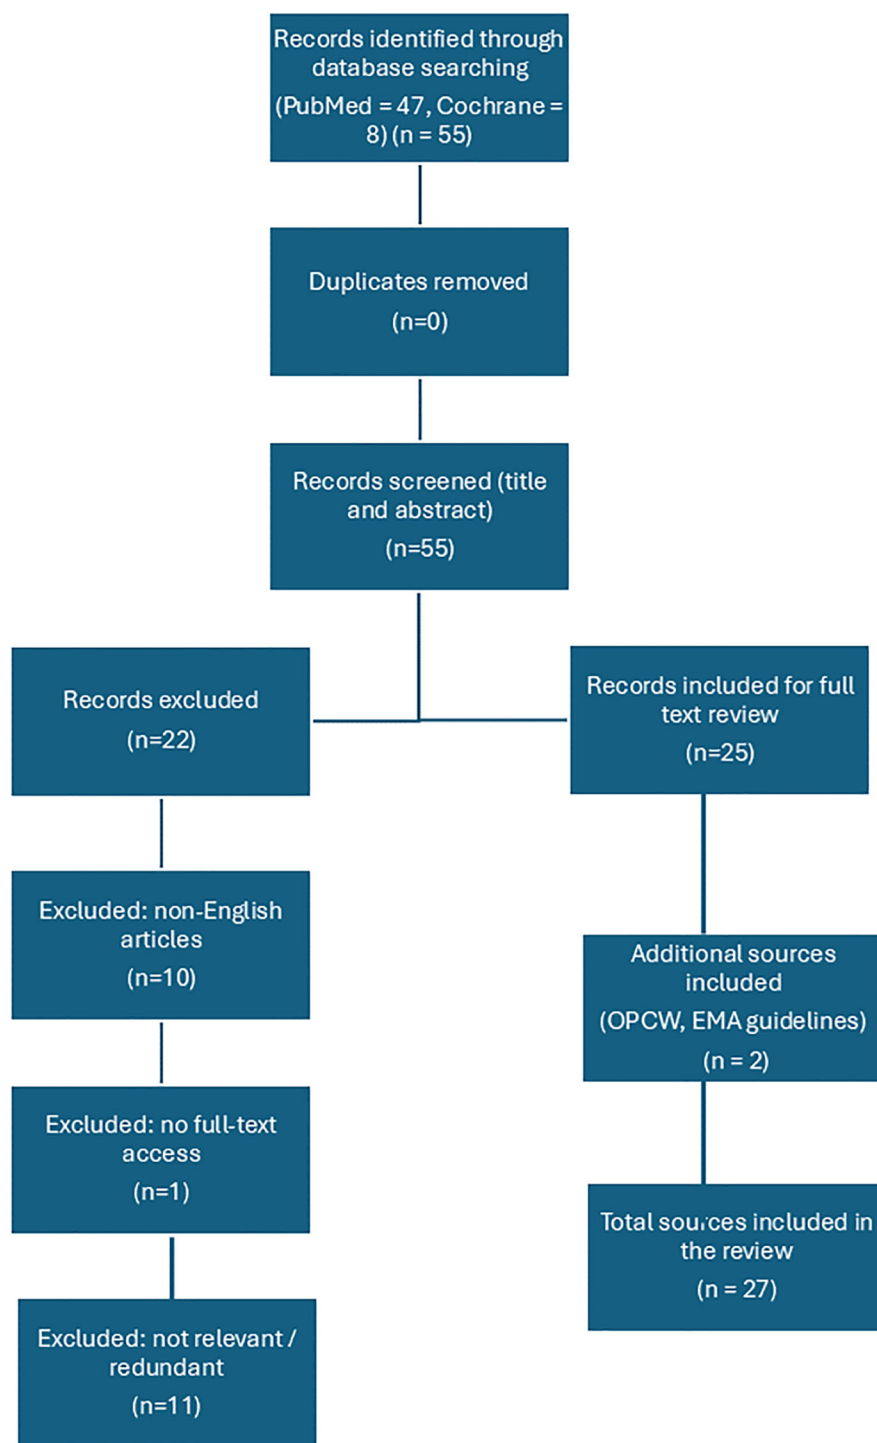 Records identified through
database searching
(PubMed = 47, Cochrane =
8) (n = 55)
Duplicates removed
(n=0)
Records screened (title
and abstract)
(n=55)
Records excluded
(n=22)
Records included for full
text review
(n=25)
Excluded: non-English
articles
(n=10)
Additional sources
included
(OPCW, EMA guidelines)
(n = 2)
Excluded: no full-text
access
(n=1)
Total sources included in
the review
(n = 27)
Excluded: not relevant /
redundant
(n=11)